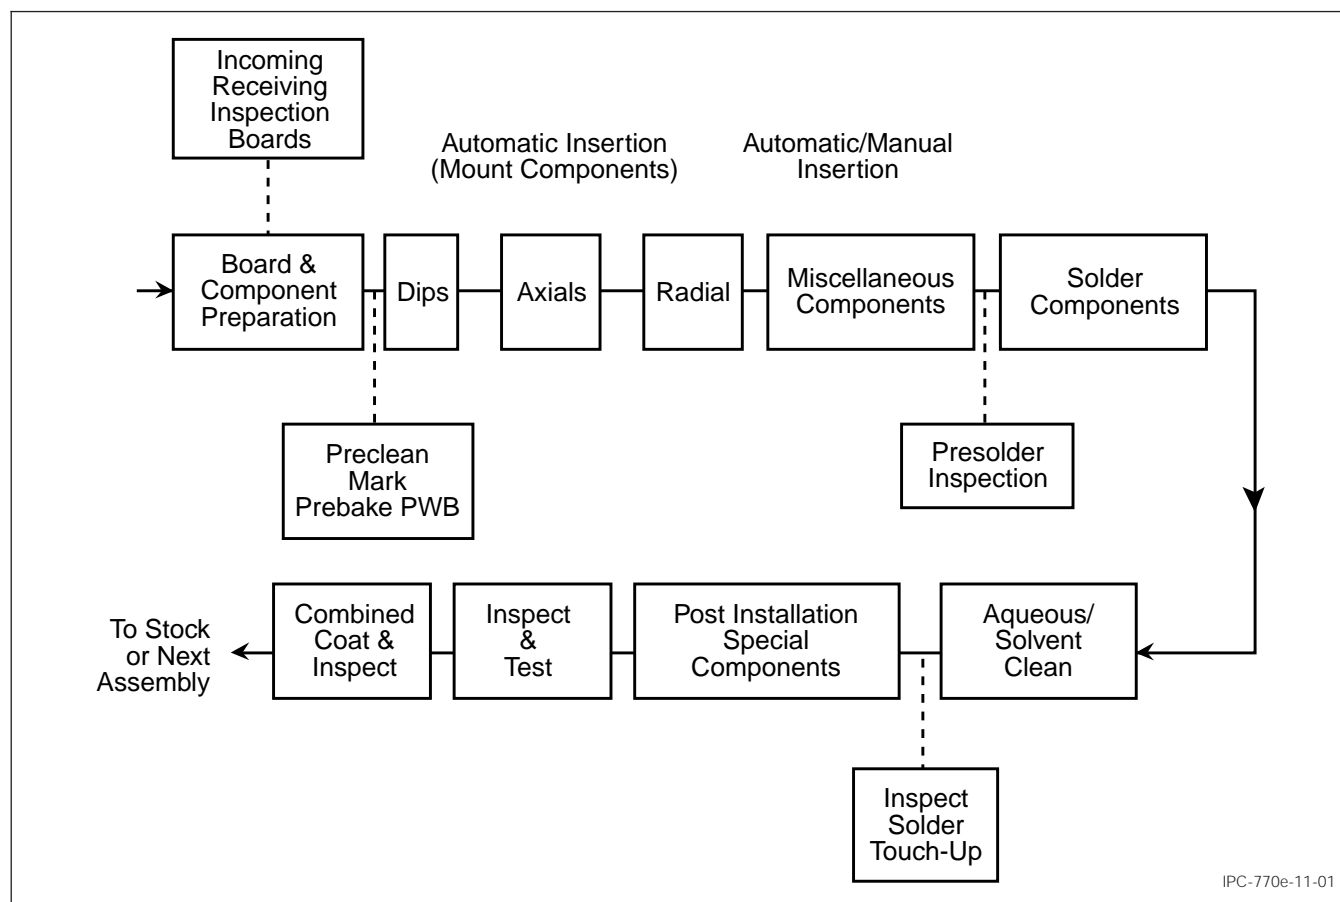 Incoming
Receiving
Inspection
Boards
Automatic Insertion
(Mount Components)
Automatic/Manual
Insertion
Board &
Component
Preparation
Dips
Axials
Radial
Miscellaneous
Components
Solder
Components
Preclean
Mark
Prebake PWB
Presolder
Inspection
To Stock
or Next
Assembly
Combined
Coat &
Inspect
Inspect
&
Test
Post Installation
Special
Components
Aqueous/
Solvent
Clean
Inspect
Solder
Touch-Up
IPC-770e-11-01